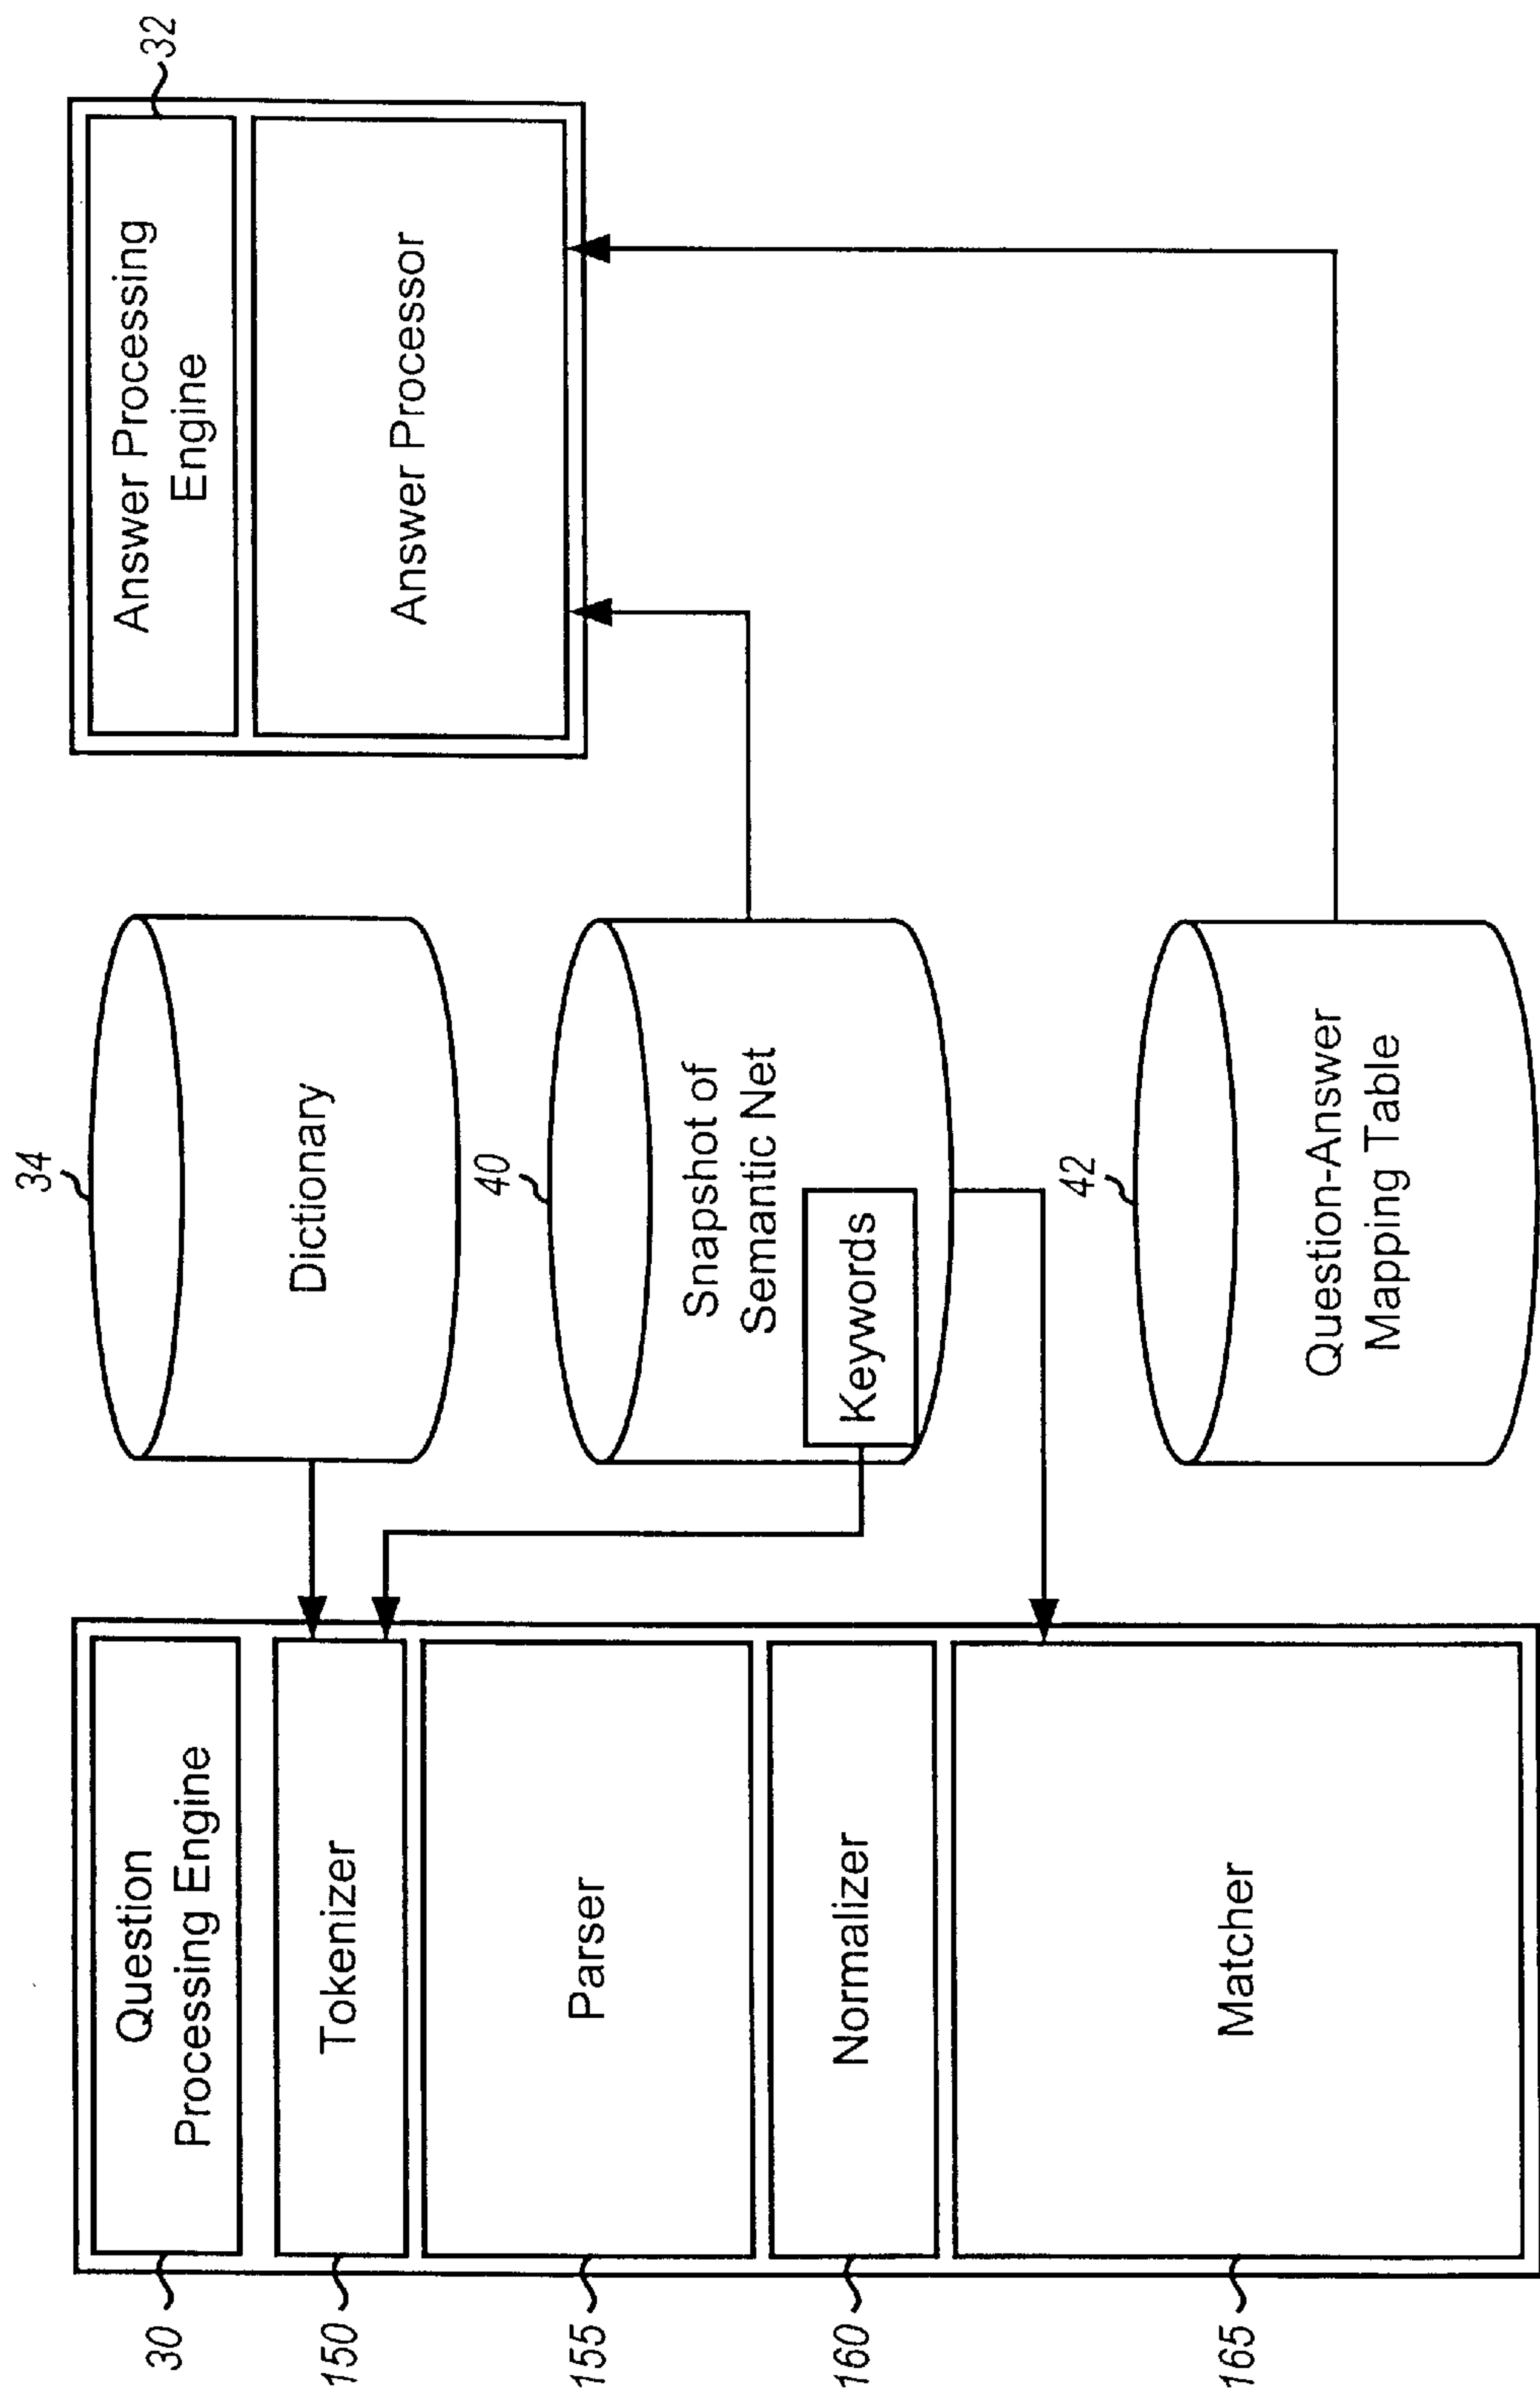 30
Question
Processing Engine
150
Tokenizer
155
Parser
160
Normalizer
165
Matcher
34
Dictionary
40
Snapshot of
Semantic Net
Keywords
42
Question-Answer
Mapping Table
32
Answer Processing
Engine
Answer Processor